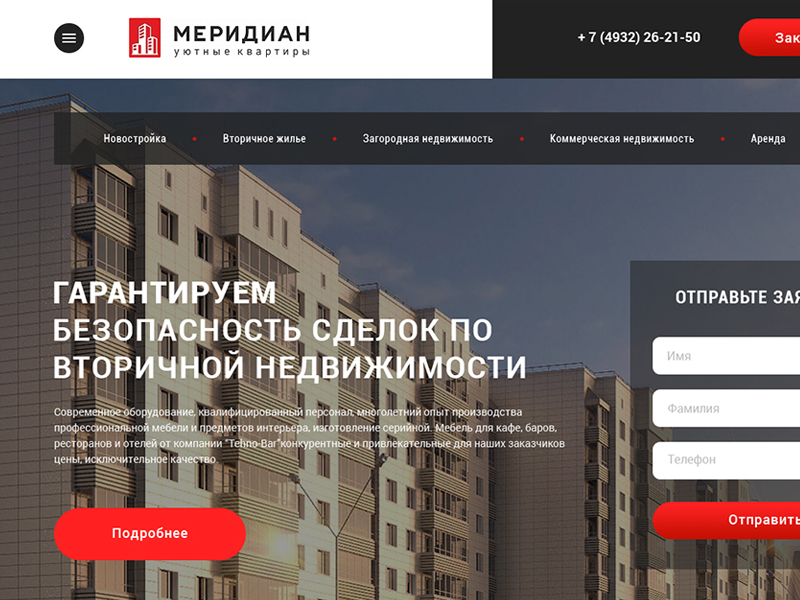 МЕРИДИАН
уютные квартиры
+ 7 (4932) 26-21-50
Зак
Новостройка • Вторичное жилье • Загородная недвижимость • Коммерческая недвижимость • Аренда
ГАРАНТИРУЕМ
БЕЗОПАСНОСТЬ СДЕЛОК ПО
ВТОРИЧНОЙ НЕДВИЖИМОСТИ
Современное оборудование, квалифицированный персонал, многолетний опыт производства
профессиональной мебели и предметов интерьера, изготовление серийной. Мебель для кафе, баров,
ресторанов и отелей от компании "Tehno-Bar"конкурентные и привлекательные для наших заказчиков
цены, исключительное качество
Подробнее
ОТПРАВЬТЕ ЗАЯ
Имя
Фамилия
Телефон
Отправить